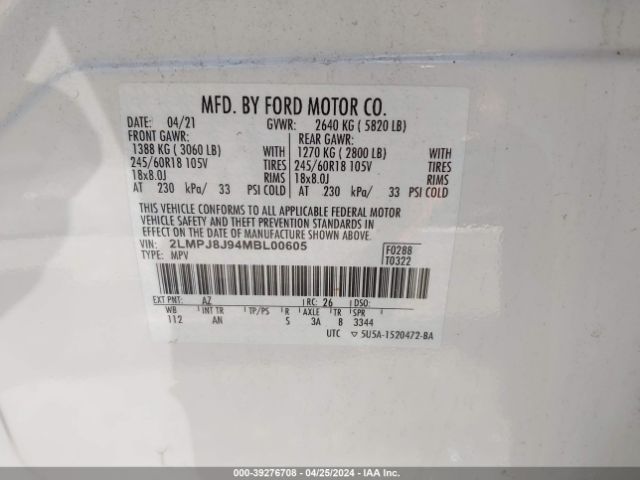 MFD. BY FORD MOTOR CO.
DATE: 04/21 GVWR: 2640 KG ( 5820 LB)
FRONT GAWR: REAR GAWR:
1388 KG ( 3060 LB) WITH 1270 KG ( 2800 LB) WITH
245/60R18 105V TIRES 245/60R18 105V TIRES
18x8.0J RIMS 18x8.0J RIMS
AT 230 kPa/ 33 PSI COLD AT 230 kPa/ 33 PSI COLD
THIS VEHICLE CONFORMS TO ALL APPLICABLE FEDERAL MOTOR
VEHICLE SAFETY AND THEFT PREVENTION STANDARDS IN
EFFECT ON THE DATE OF MANUFACTURE SHOWN ABOVE.
VIN: 2LMPJ8J94MBL00605 F0288
TYPE: MPV T0322
EXT PNT: AZ RC: 26 DSO:
WB INT TR TP/PS R AXLE TR SPR
112 AN S 3A 8 3344
UTC ▽ 5U5A-1520472-BA
000-39276708 - 04/25/2024 - IAAI.COM